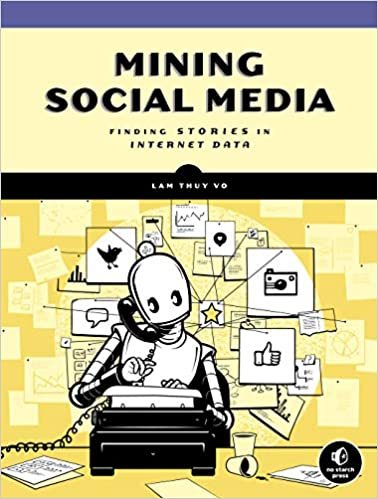 MINING
SOCIAL MEDIA
FINDING STORIES IN
INTERNET DATA
LAM THUY VO
no starch
press